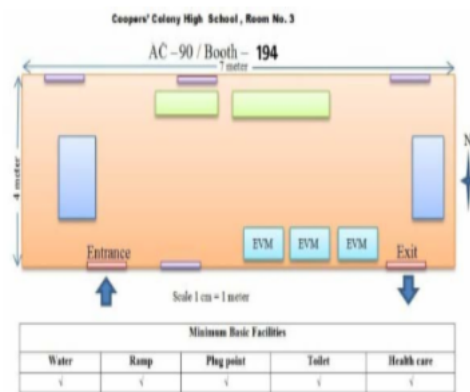 Coopers' Colony High School, Room No. 3
AC –90 / Booth – 194
7 meter
4 meter
N
EVM EVM EVM
Entrance Exit
Scale 1 cm = 1 meter
Minimum Basic Facilities
Water Ramp Plug point Toilet Health care
√ √ √ √ √